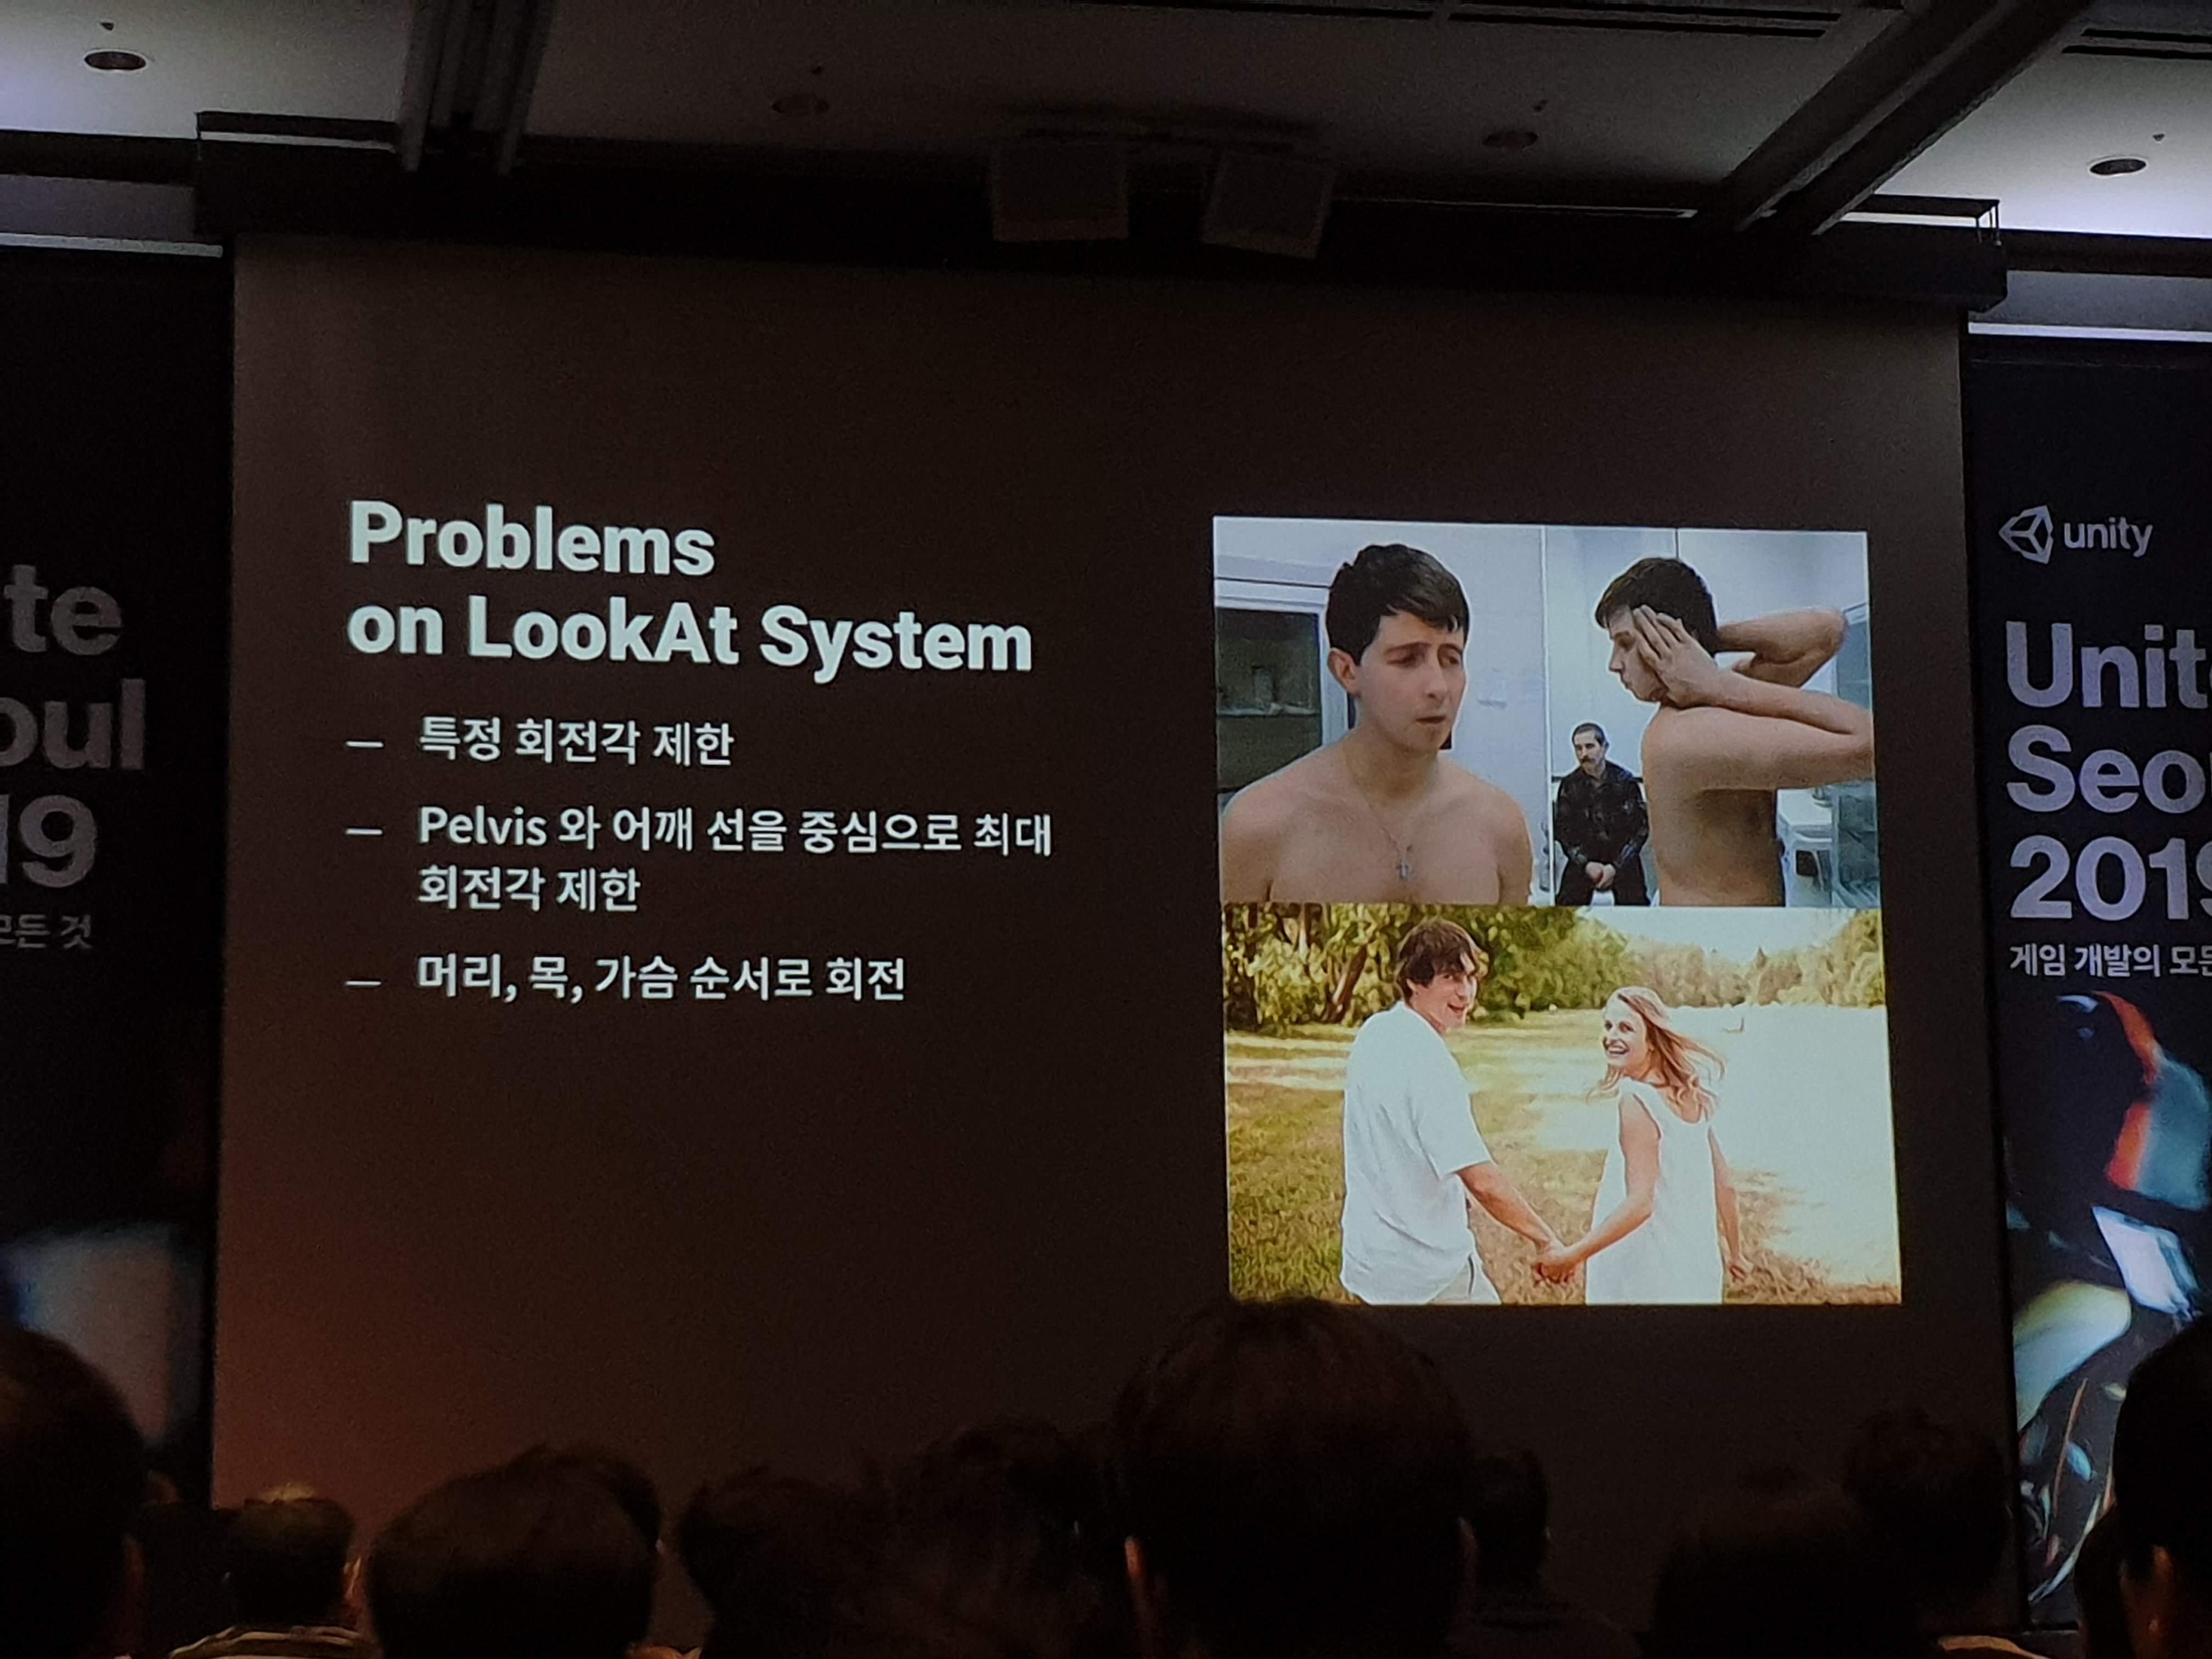 Problems
on LookAt System
– 특정 회전각 제한
– Pelvis 와 어깨 선을 중심으로 최대
회전각 제한
– 머리, 목, 가슴 순서로 회전
te
oul
19
모든 것
unity
Unit
Seo
2019
게임 개발의 모든